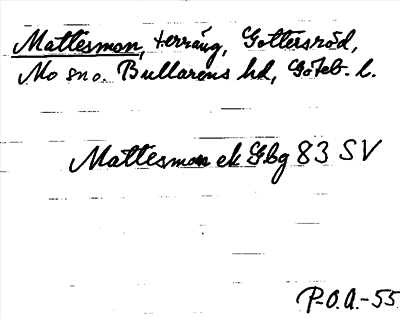 Mattesmon, terräng, Gottersröd,
Mo sn o. Bullarens hd, Göteb. l.
Mattesmon ek Gbg 83 SV
P.O.A.-55